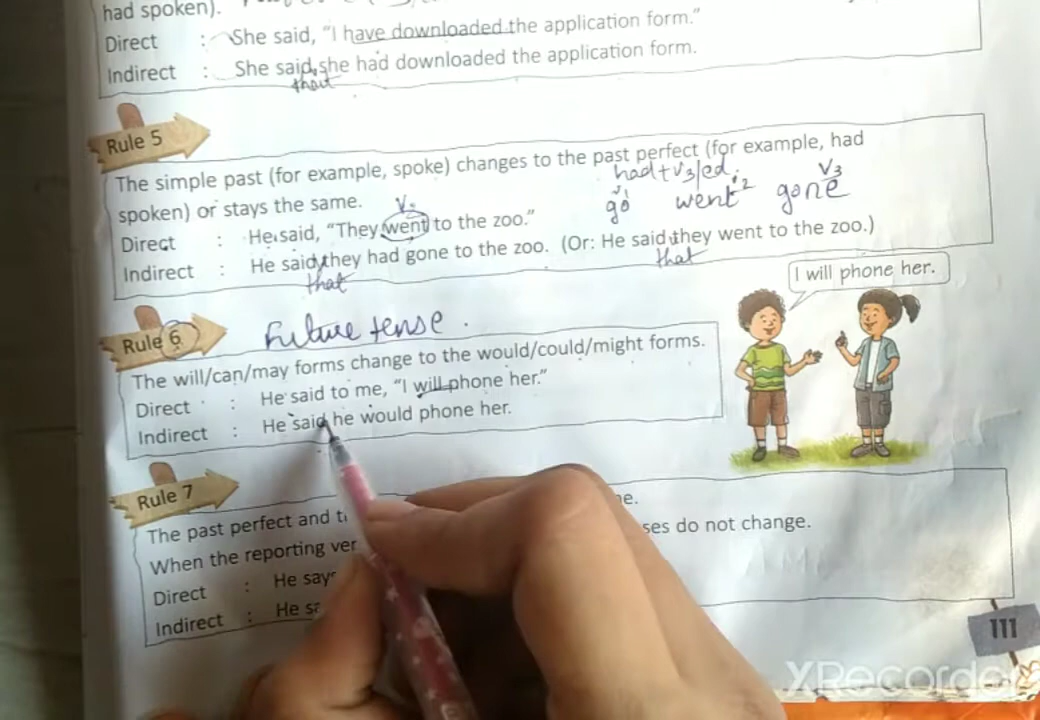 had spoken).
Direct : She said, "I have downloaded the application form."
Indirect : She said, she had downloaded the application form.
that
Rule 5
The simple past (for example, spoke) changes to the past perfect (for example, had
spoken) or stays the same.
had+v3/ed.
v1 v2 V3
go went gone
Direct : He said, "They went to the zoo."
Indirect : He said they had gone to the zoo. (Or: He said they went to the zoo.)
that that
I will phone her.
Rule 6 Future tense.
The will/can/may forms change to the would/could/might forms.
Direct : He said to me, "I will phone her."
Indirect : He said he would phone her.
Rule 7
The past perfect and
When the reporting ses do not change.
Direct : He says
Indirect : He
111
XRecorder